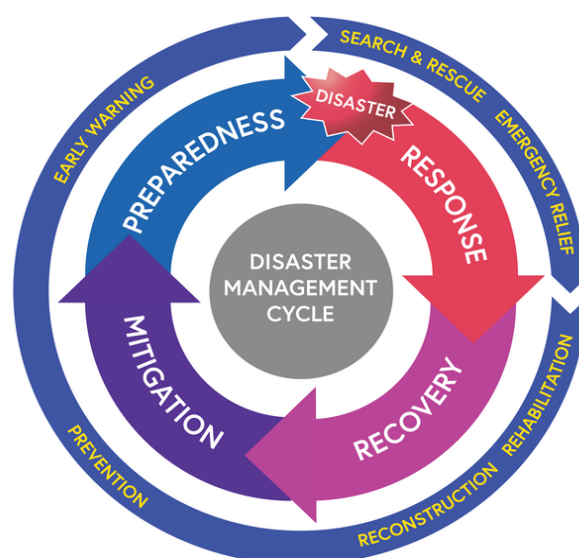 DISASTER
MANAGEMENT
CYCLE
DISASTER
RESPONSE
RECOVERY
MITIGATION
PREPAREDNESS
SEARCH & RESCUE
EMERGENCY RELIEF
REHABILITATION
RECONSTRUCTION
PREVENTION
EARLY WARNING